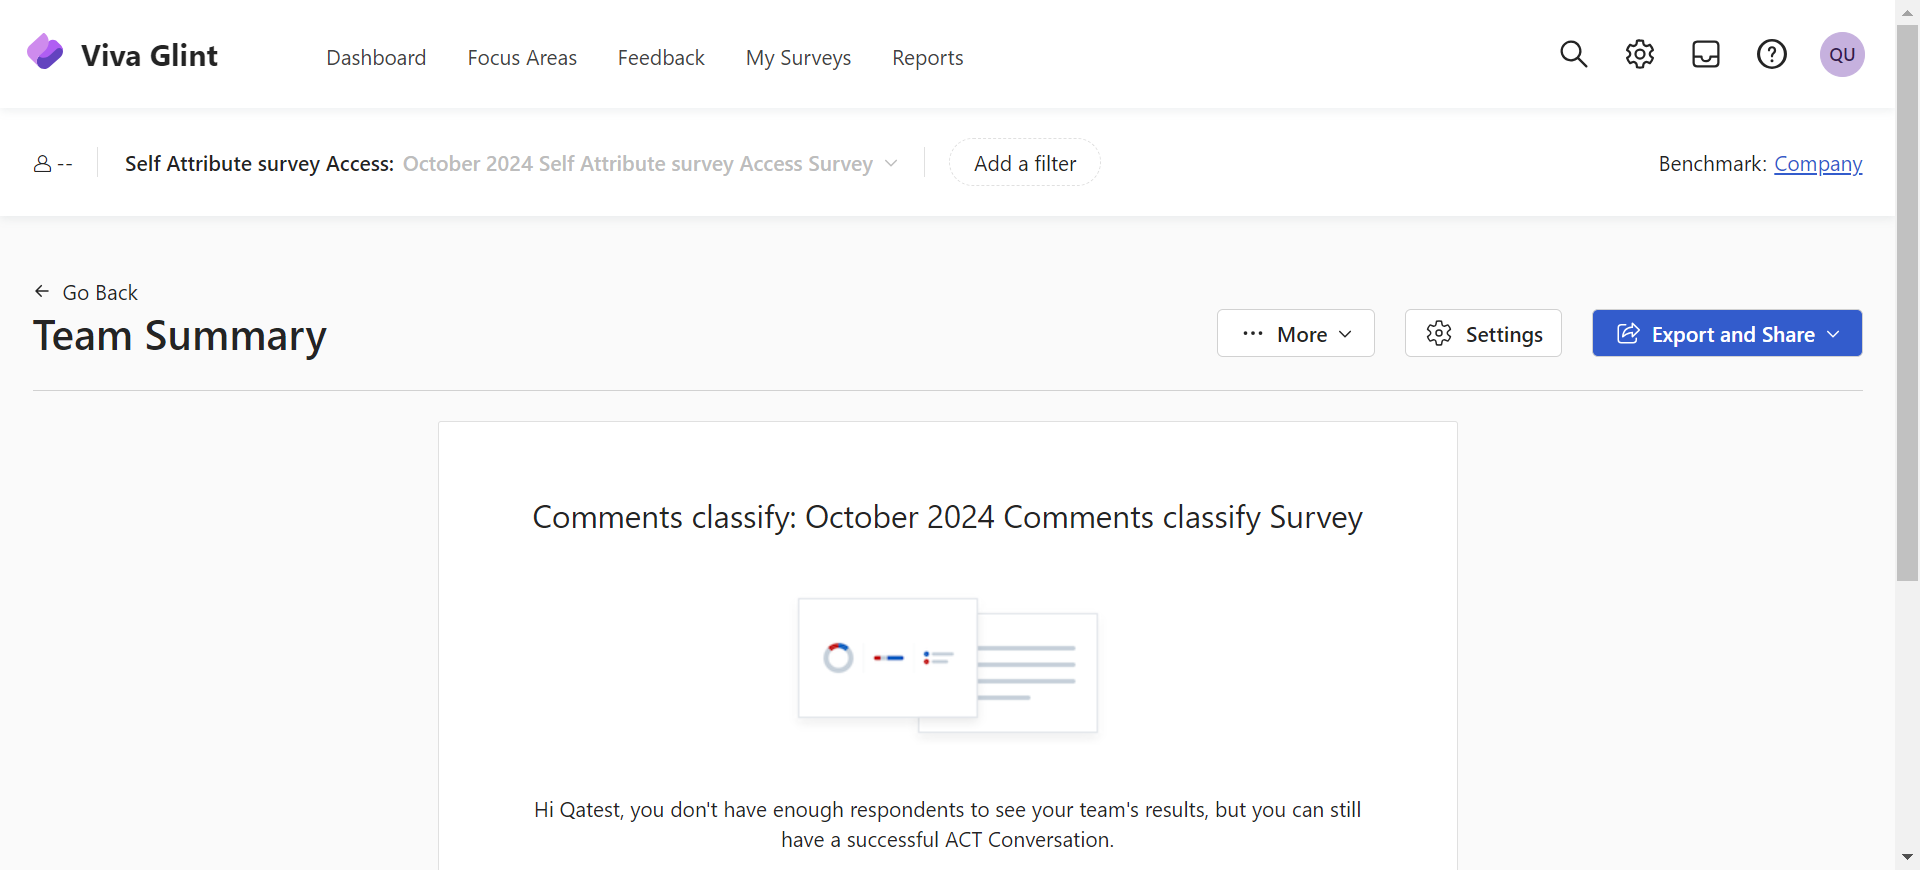 Viva Glint
Dashboard
Focus Areas
Feedback
My Surveys
Reports
QU
--
Self Attribute survey Access: October 2024 Self Attribute survey Access Survey
Add a filter
Benchmark: Company
Go Back
Team Summary
More
Settings
Export and Share
Comments classify: October 2024 Comments classify Survey
Hi Qatest, you don't have enough respondents to see your team's results, but you can still
have a successful ACT Conversation.